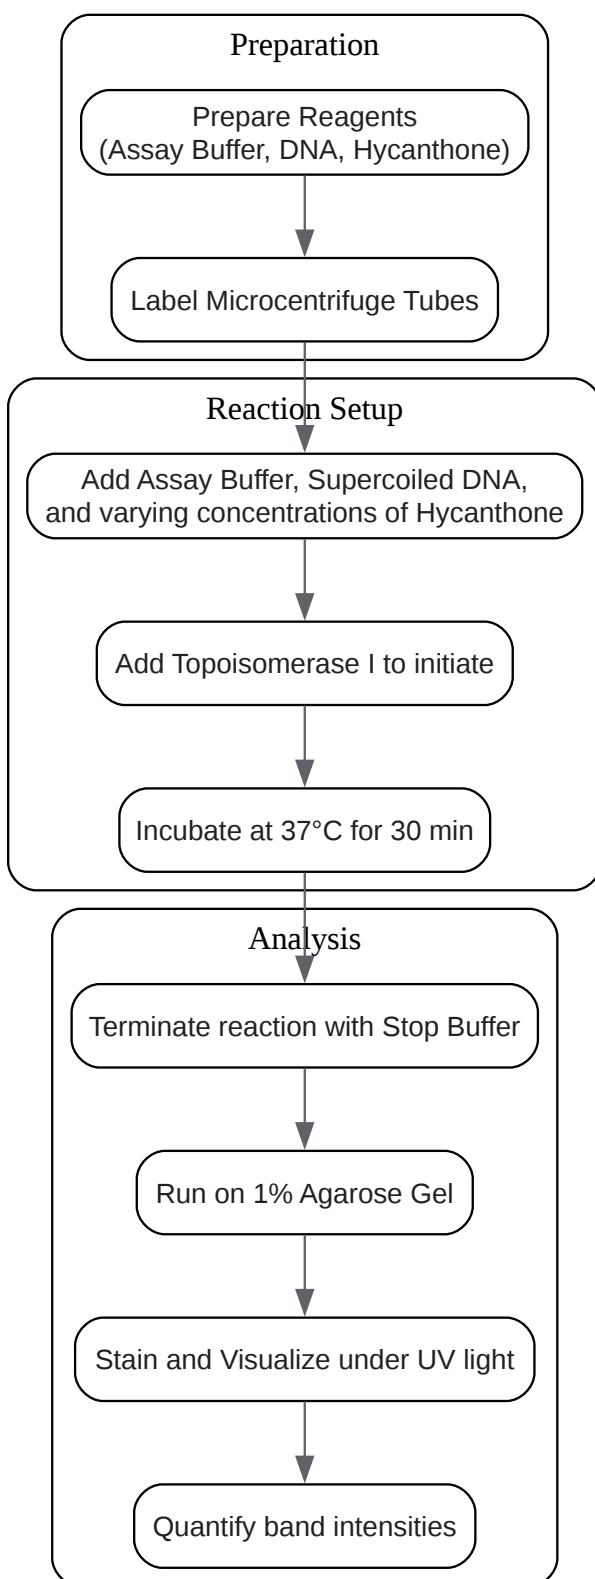 Preparation
Prepare Reagents
(Assay Buffer, DNA, Hycanthone)
Label Microcentrifuge Tubes
Reaction Setup
Add Assay Buffer, Supercoiled DNA,
and varying concentrations of Hycanthone
Add Topoisomerase I to initiate
Incubate at 37°C for 30 min
Analysis
Terminate reaction with Stop Buffer
Run on 1% Agarose Gel
Stain and Visualize under UV light
Quantify band intensities